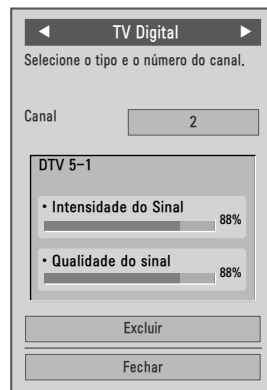 ◀ TV Digital ▶
Selecione o tipo e o número do canal.
Canal 2
DTV 5-1
• Intensidade do Sinal
88%
• Qualidade do sinal
88%
Excluir
Fechar